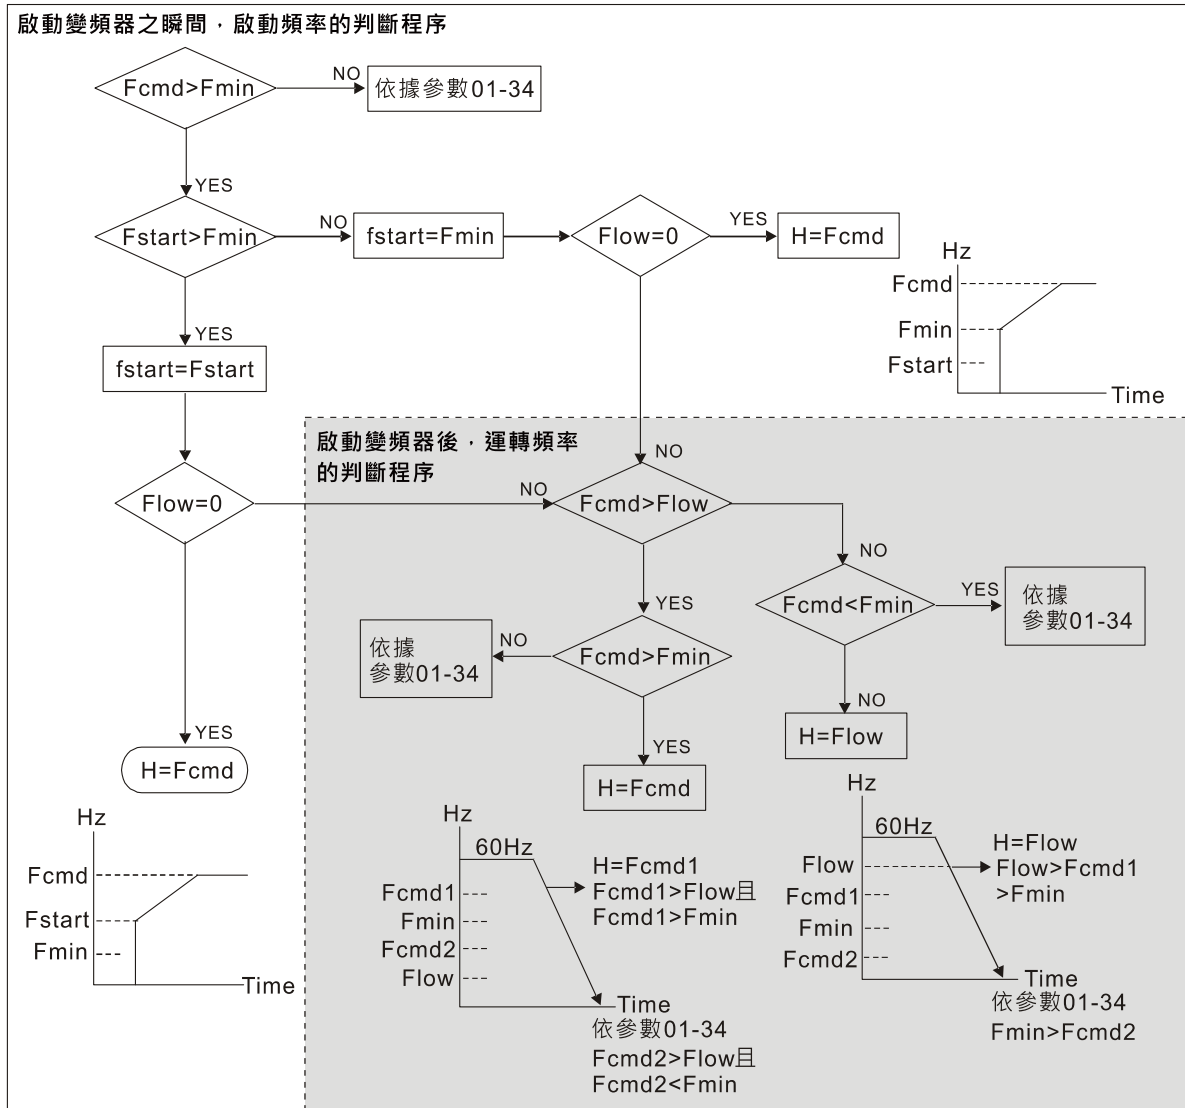 啟動變頻器之瞬間，啟動頻率的判斷程序
Fcmd>Fmin
NO
依據參數01-34
YES
Fstart>Fmin
NO
fstart=Fmin
Flow=0
YES
H=Fcmd
Hz
Fcmd
Fmin
Fstart
Time
YES
fstart=Fstart
啟動變頻器後，運轉頻率
的判斷程序
NO
Flow=0
NO
Fcmd>Flow
NO
YES
Fcmd<Fmin
YES
依據
參數01-34
依據
參數01-34
NO
Fcmd>Fmin
NO
H=Flow
YES
H=Fcmd
YES
H=Fcmd
Hz
Fcmd
Fstart
Fmin
Time
Hz
60Hz
Fcmd1
Fmin
Fcmd2
Flow
H=Fcmd1
Fcmd1>Flow且
Fcmd1>Fmin
Time
依參數01-34
Fcmd2>Flow且
Fcmd2<Fmin
Hz
60Hz
Flow
Fcmd1
Fmin
Fcmd2
H=Flow
Flow>Fcmd1
>Fmin
Time
依參數01-34
Fmin>Fcmd2